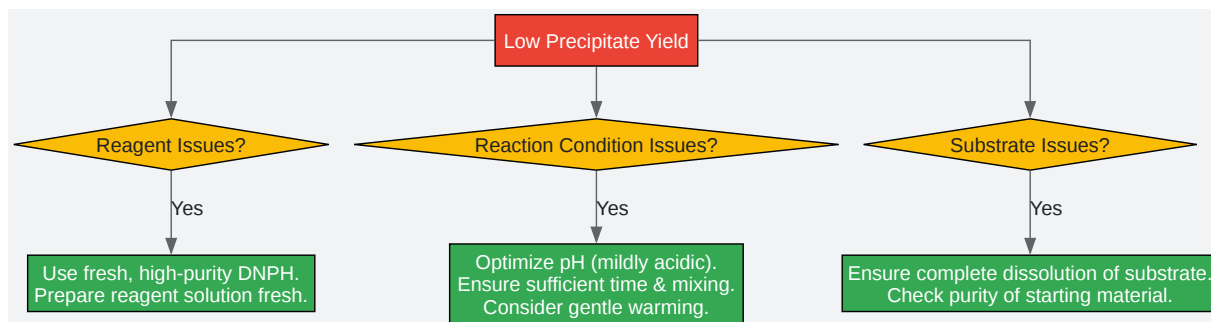 Low Precipitate Yield
Reagent Issues?
Reaction Condition Issues?
Substrate Issues?
Yes
Yes
Yes
Use fresh, high-purity DNPH.
Prepare reagent solution fresh.
Optimize pH (mildly acidic).
Ensure sufficient time & mixing.
Consider gentle warming.
Ensure complete dissolution of substrate.
Check purity of starting material.